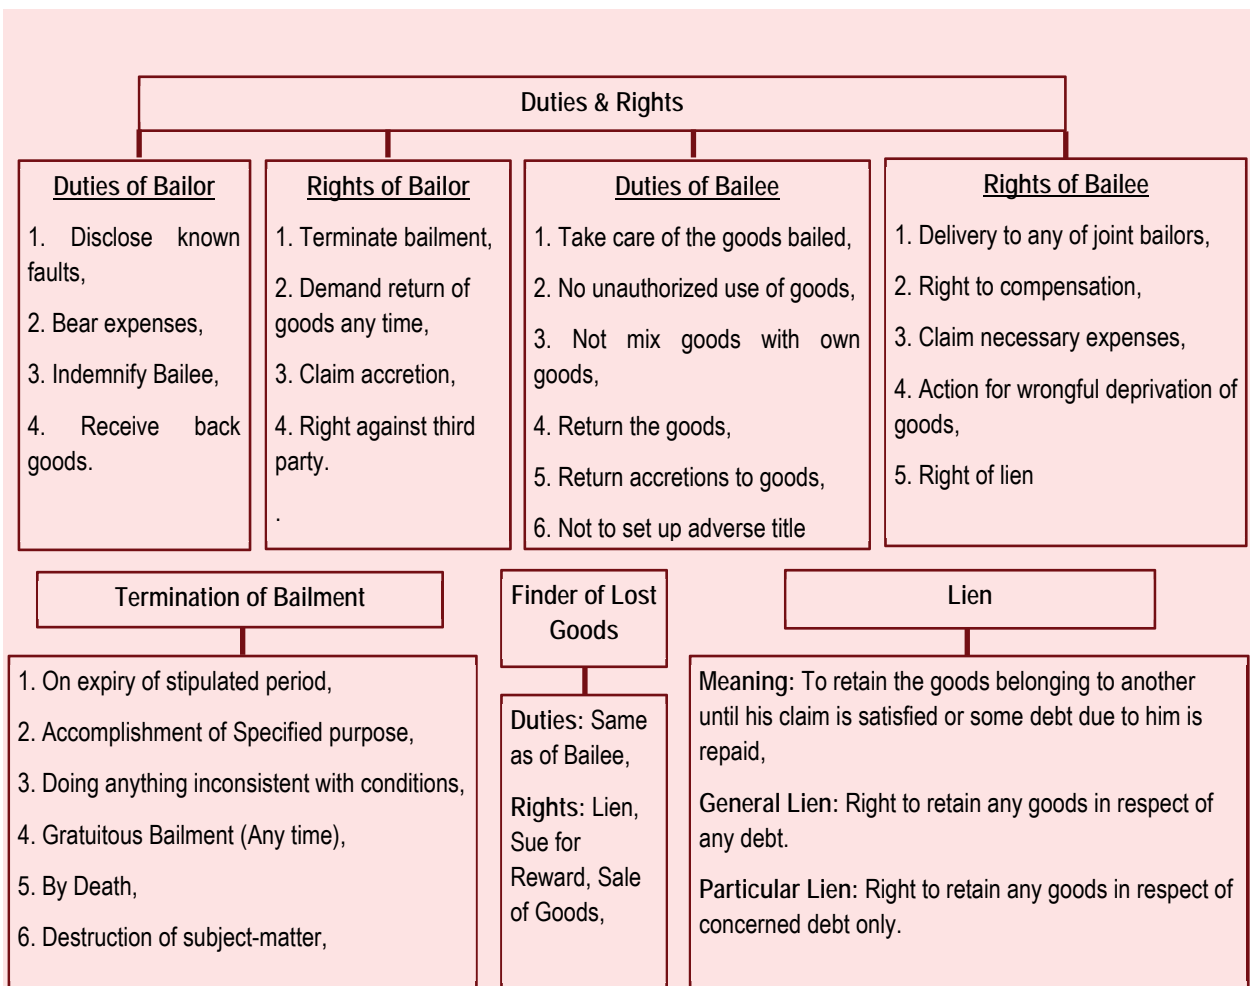 Duties & Rights
Duties of Bailor
1. Disclose known
faults,
2. Bear expenses,
3. Indemnify Bailee,
4. Receive back
goods.
Rights of Bailor
1. Terminate bailment,
2. Demand return of
goods any time,
3. Claim accretion,
4. Right against third
party.
.
Duties of Bailee
1. Take care of the goods bailed,
2. No unauthorized use of goods,
3. Not mix goods with own
goods,
4. Return the goods,
5. Return accretions to goods,
6. Not to set up adverse title
Rights of Bailee
1. Delivery to any of joint bailors,
2. Right to compensation,
3. Claim necessary expenses,
4. Action for wrongful deprivation of
goods,
5. Right of lien
Termination of Bailment
1. On expiry of stipulated period,
2. Accomplishment of Specified purpose,
3. Doing anything inconsistent with conditions,
4. Gratuitous Bailment (Any time),
5. By Death,
6. Destruction of subject-matter,
Finder of Lost
Goods
Duties: Same
as of Bailee,
Rights: Lien,
Sue for
Reward, Sale
of Goods,
Lien
Meaning: To retain the goods belonging to another
until his claim is satisfied or some debt due to him is
repaid,
General Lien: Right to retain any goods in respect of
any debt.
Particular Lien: Right to retain any goods in respect of
concerned debt only.